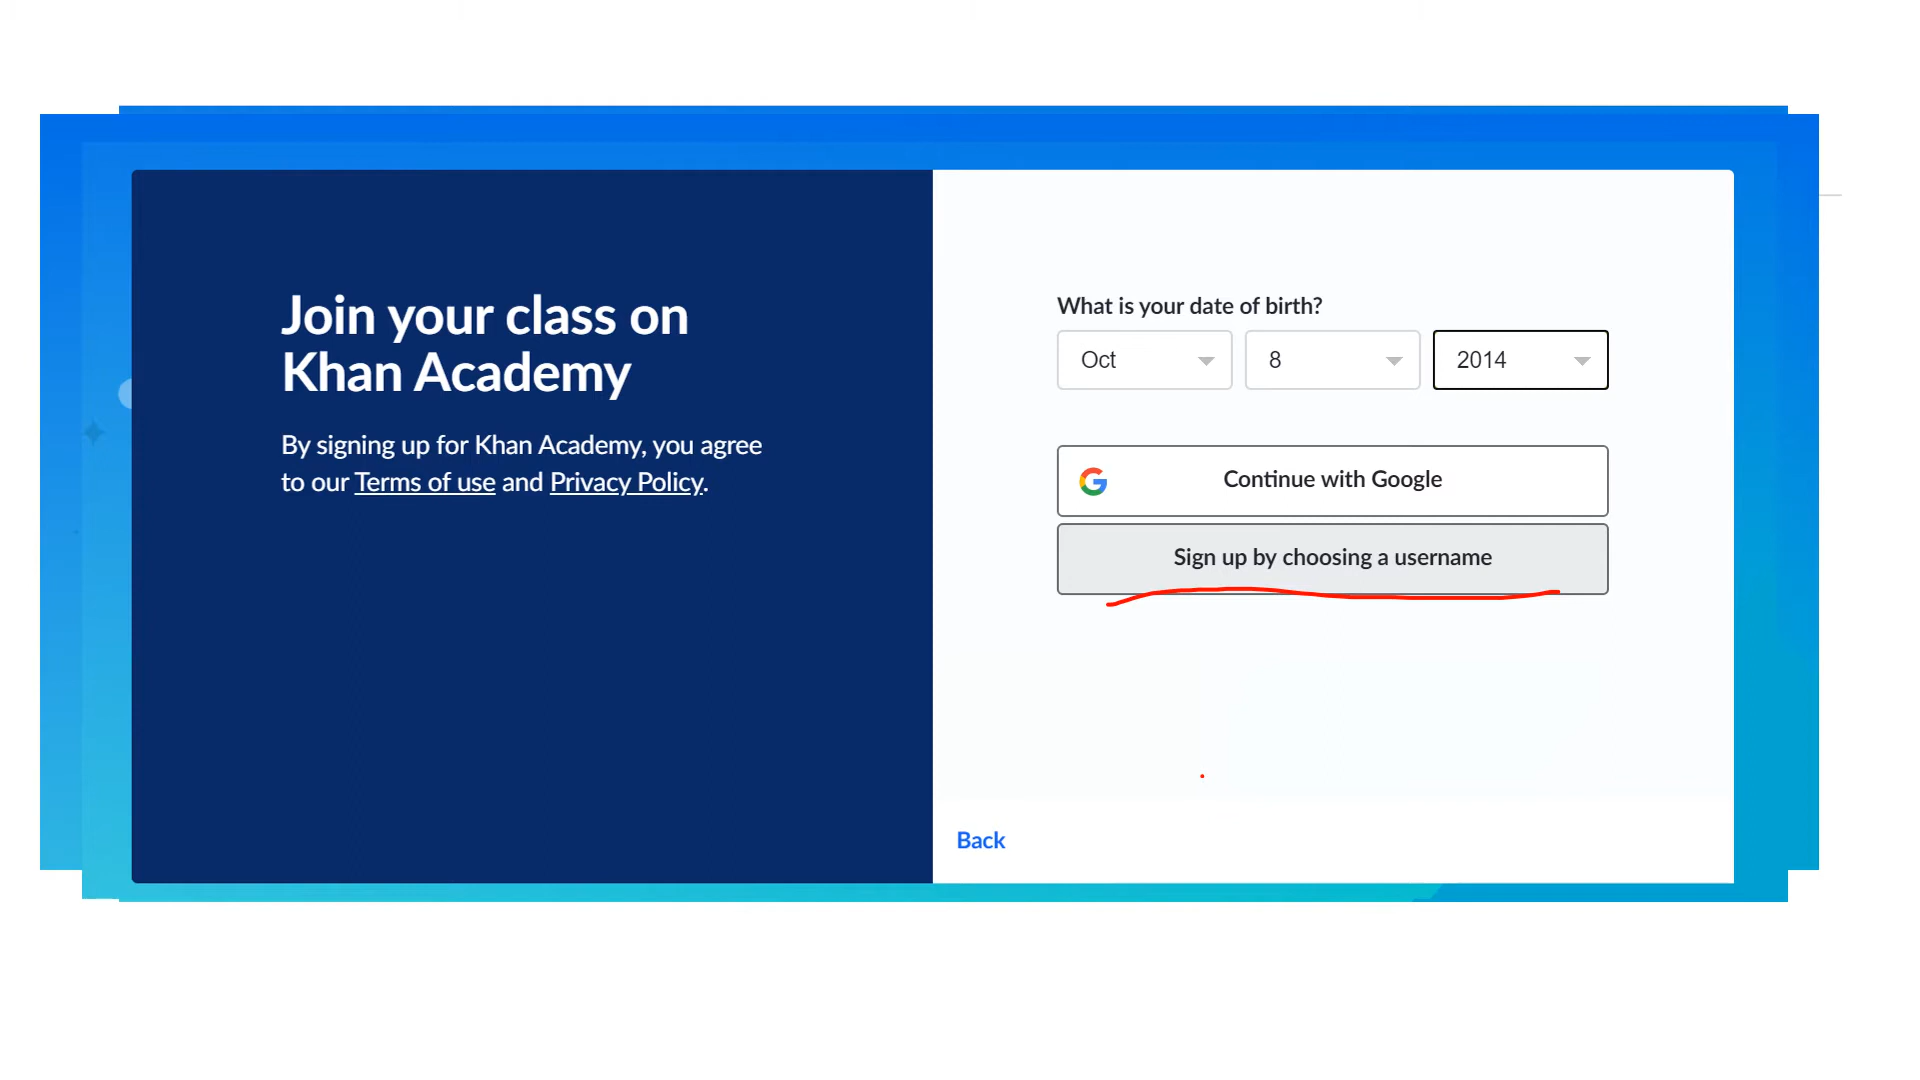 Join your class on
Khan Academy
By signing up for Khan Academy, you agree
to our Terms of use and Privacy Policy.
What is your date of birth?
Oct 8 2014
Continue with Google
Sign up by choosing a username
Back